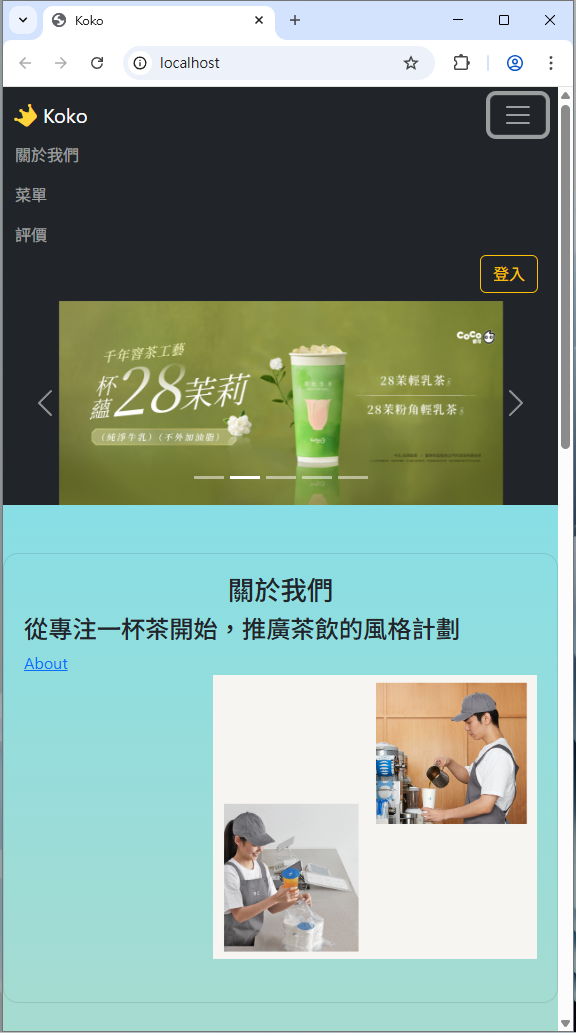 Koko
localhost
Koko
關於我們
菜單
評價
登入
千年窨茶工藝
杯蘊28茉莉
(純淨牛乳)(不外加油脂)
CoCo
都可
28茉輕乳茶
28茉粉角輕乳茶
關於我們
從專注一杯茶開始，推廣茶飲的風格計劃
About